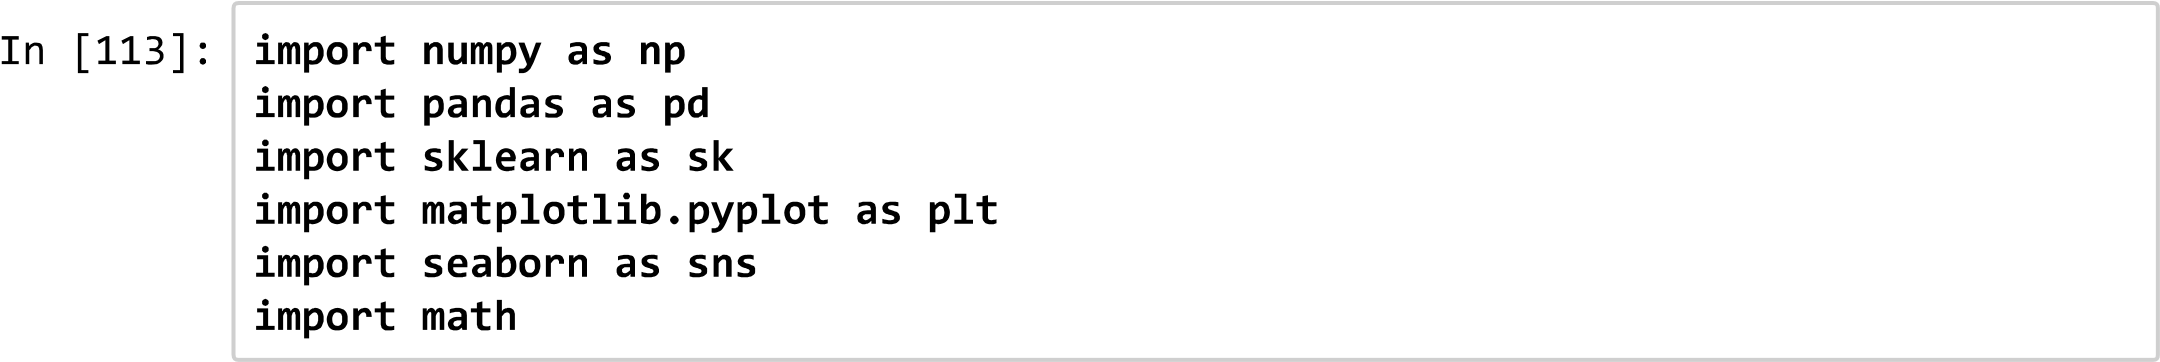 In [113]: import numpy as np
import pandas as pd
import sklearn as sk
import matplotlib.pyplot as plt
import seaborn as sns
import math